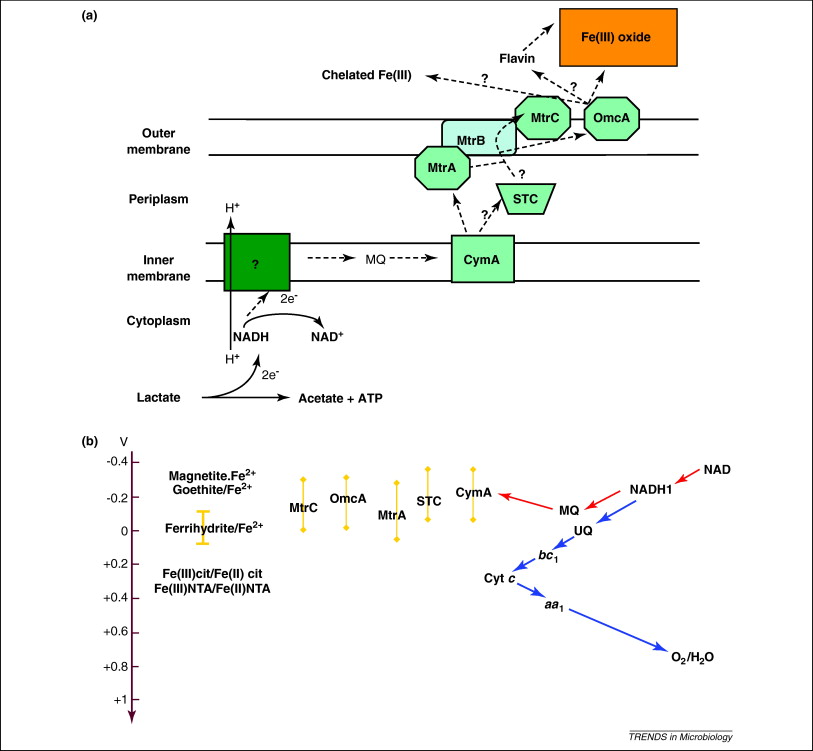 (a)
Fe(III) oxide
Flavin
Chelated Fe(III)
?
?
MtrC
OmcA
Outer
membrane
MtrB
MtrA
?
Periplasm
STC
H+
?
Inner
membrane
?
MQ
CymA
2e-
Cytoplasm
NADH
NAD+
H+
2e-
Lactate
Acetate + ATP
(b)
V
-0.4
-0.2
0
+0.2
+0.4
+0.6
+0.8
+1
Magnetite.Fe2+
Goethite/Fe2+
Ferrihydrite/Fe2+
Fe(III)cit/Fe(II) cit
Fe(III)NTA/Fe(II)NTA
MtrC
OmcA
MtrA
STC
CymA
NAD
NADH1
MQ
UQ
bc1
Cyt c
aa1
O2/H2O
TRENDS in Microbiology